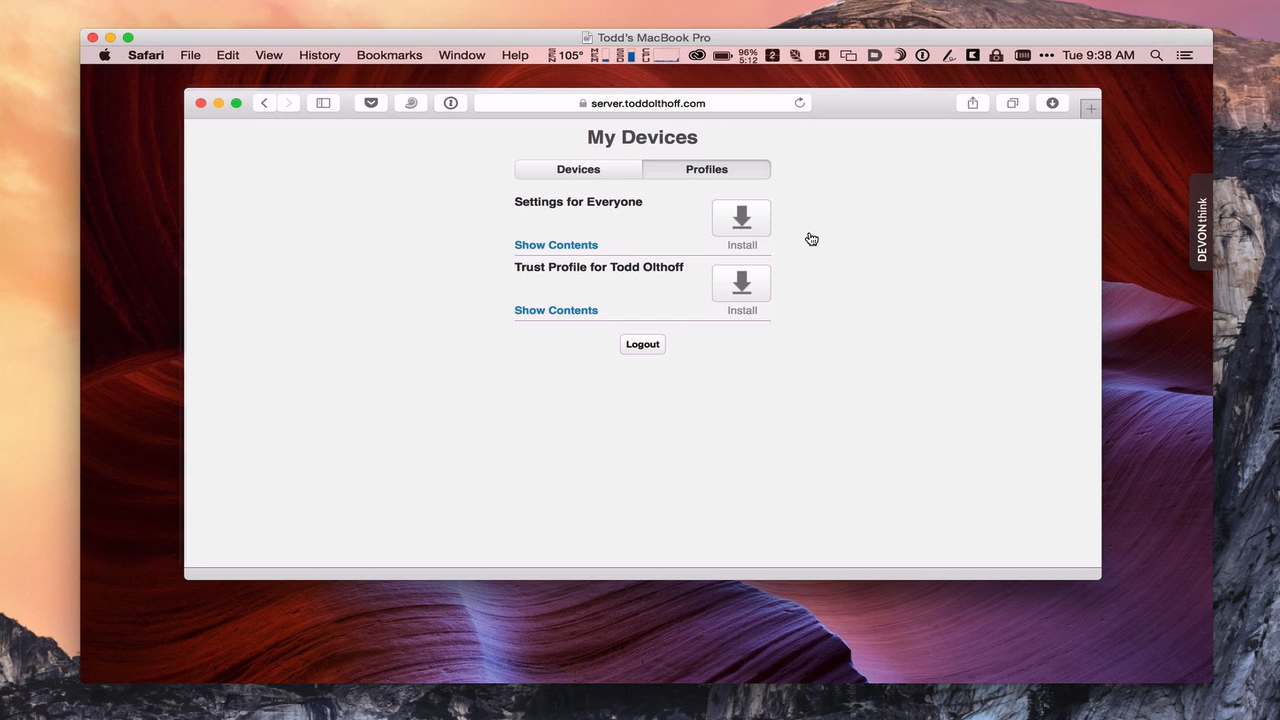 Todd's MacBook Pro
Safari File Edit View History Bookmarks Window Help 105° 96% 5:12 2 Tue 9:38 AM
server.toddolthoff.com
My Devices
Devices Profiles
Settings for Everyone
Show Contents Install
Trust Profile for Todd Olthoff
Show Contents Install
Logout
DEVONthink